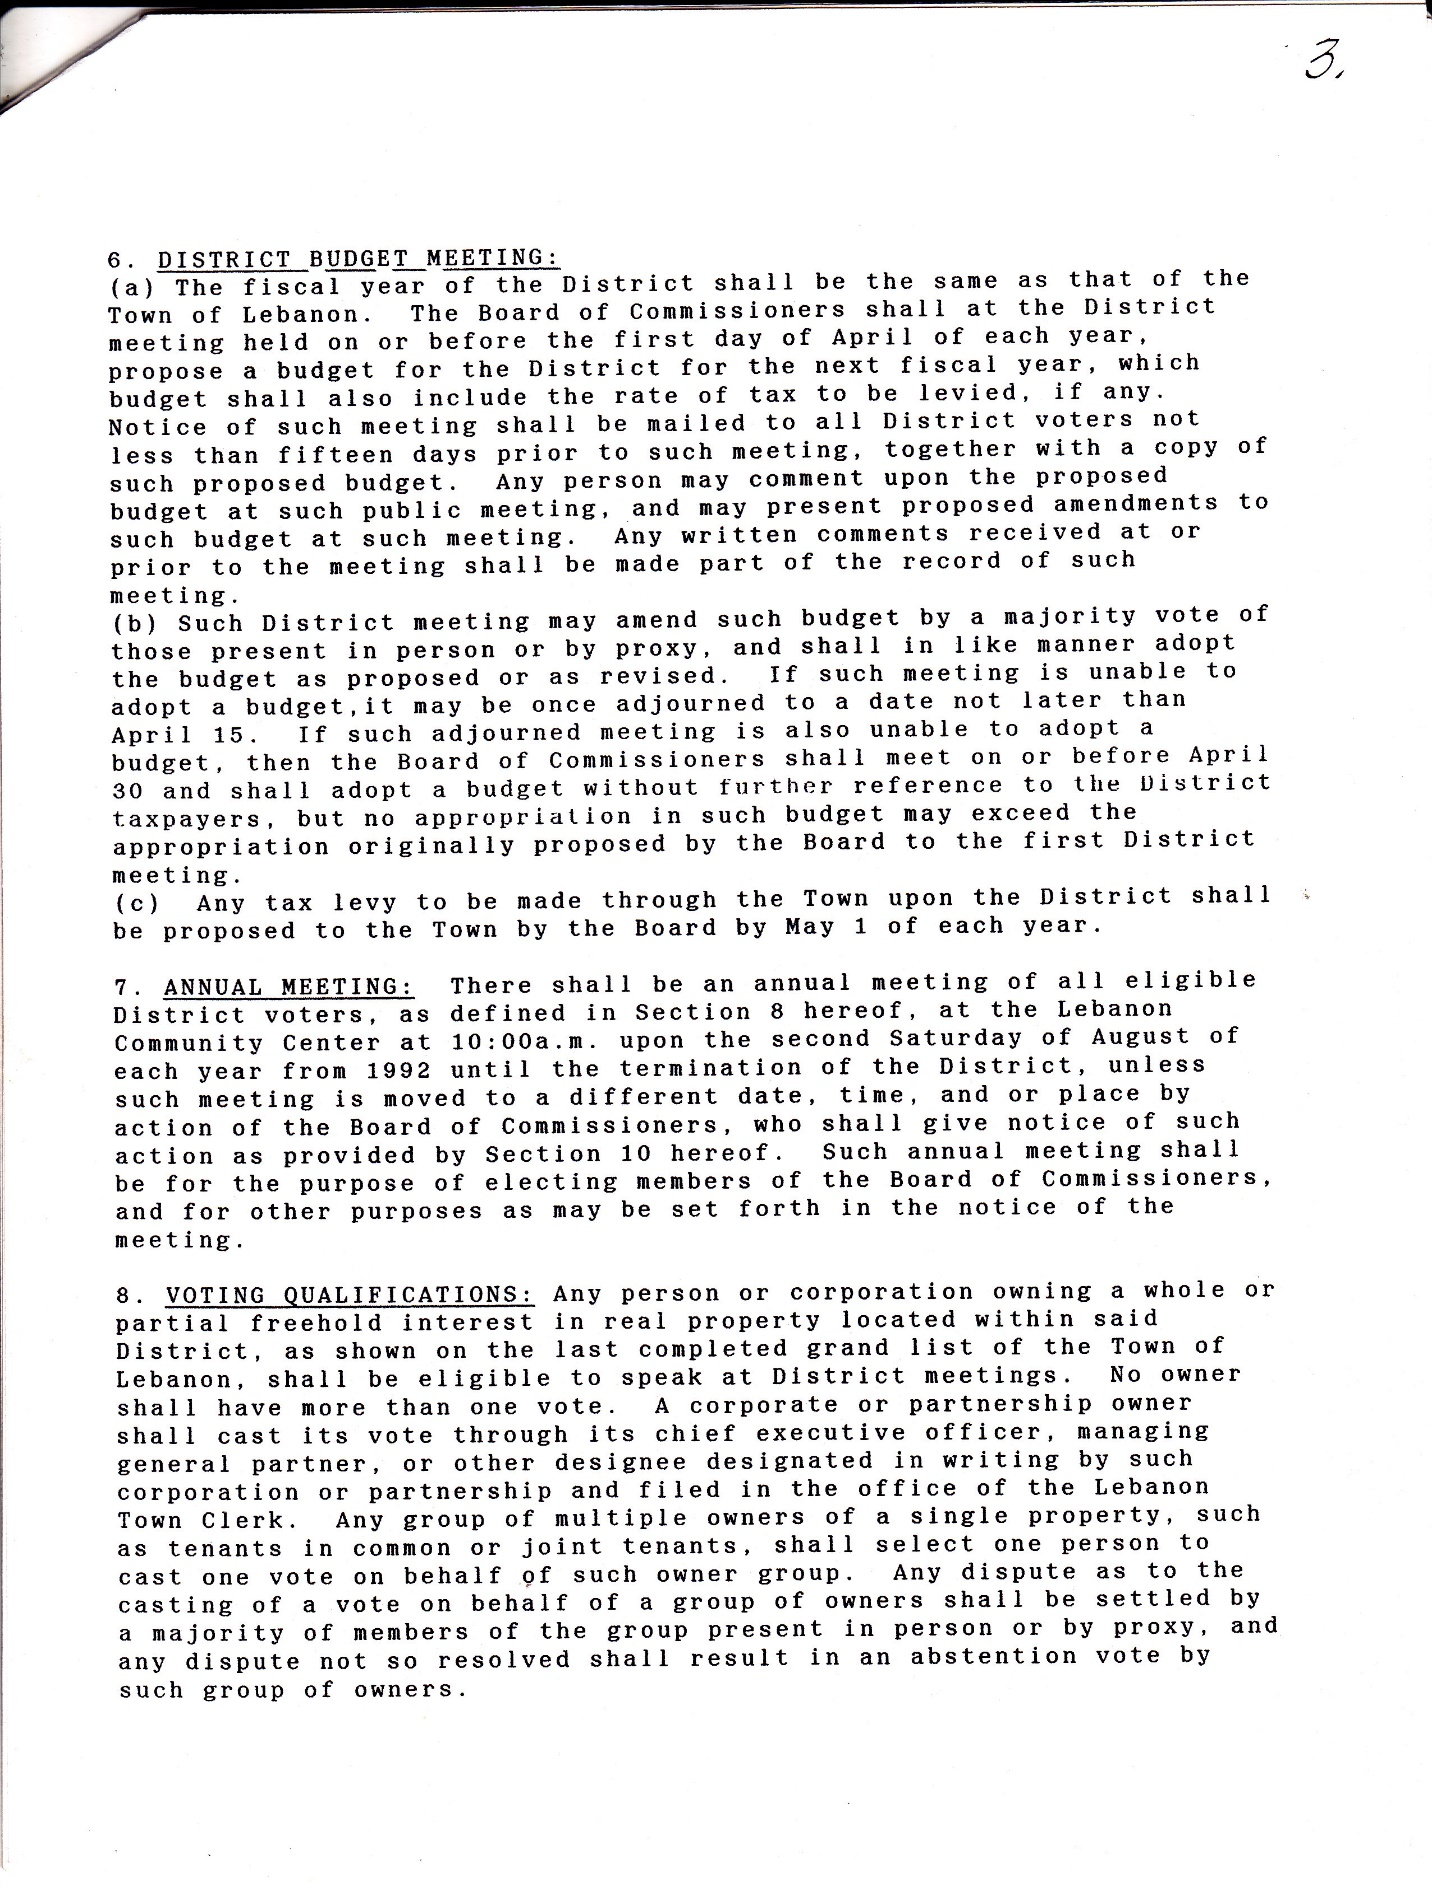 3.
6. DISTRICT BUDGET MEETING:
(a) The fiscal year of the District shall be the same as that of the
Town of Lebanon. The Board of Commissioners shall at the District
meeting held on or before the first day of April of each year,
propose a budget for the District for the next fiscal year, which
budget shall also include the rate of tax to be levied, if any.
Notice of such meeting shall be mailed to all District voters not
less than fifteen days prior to such meeting, together with a copy of
such proposed budget. Any person may comment upon the proposed
budget at such public meeting, and may present proposed amendments to
such budget at such meeting. Any written comments received at or
prior to the meeting shall be made part of the record of such
meeting.
(b) Such District meeting may amend such budget by a majority vote of
those present in person or by proxy, and shall in like manner adopt
the budget as proposed or as revised. If such meeting is unable to
adopt a budget,it may be once adjourned to a date not later than
April 15. If such adjourned meeting is also unable to adopt a
budget, then the Board of Commissioners shall meet on or before April
30 and shall adopt a budget without further reference to the District
taxpayers, but no appropriation in such budget may exceed the
appropriation originally proposed by the Board to the first District
meeting.
(c) Any tax levy to be made through the Town upon the District shall
be proposed to the Town by the Board by May 1 of each year.
7. ANNUAL MEETING: There shall be an annual meeting of all eligible
District voters, as defined in Section 8 hereof, at the Lebanon
Community Center at 10:00a.m. upon the second Saturday of August of
each year from 1992 until the termination of the District, unless
such meeting is moved to a different date, time, and or place by
action of the Board of Commissioners, who shall give notice of such
action as provided by Section 10 hereof. Such annual meeting shall
be for the purpose of electing members of the Board of Commissioners,
and for other purposes as may be set forth in the notice of the
meeting.
8. VOTING QUALIFICATIONS: Any person or corporation owning a whole or
partial freehold interest in real property located within said
District, as shown on the last completed grand list of the Town of
Lebanon, shall be eligible to speak at District meetings. No owner
shall have more than one vote. A corporate or partnership owner
shall cast its vote through its chief executive officer, managing
general partner, or other designee designated in writing by such
corporation or partnership and filed in the office of the Lebanon
Town Clerk. Any group of multiple owners of a single property, such
as tenants in common or joint tenants, shall select one person to
cast one vote on behalf of such owner group. Any dispute as to the
casting of a vote on behalf of a group of owners shall be settled by
a majority of members of the group present in person or by proxy, and
any dispute not so resolved shall result in an abstention vote by
such group of owners.